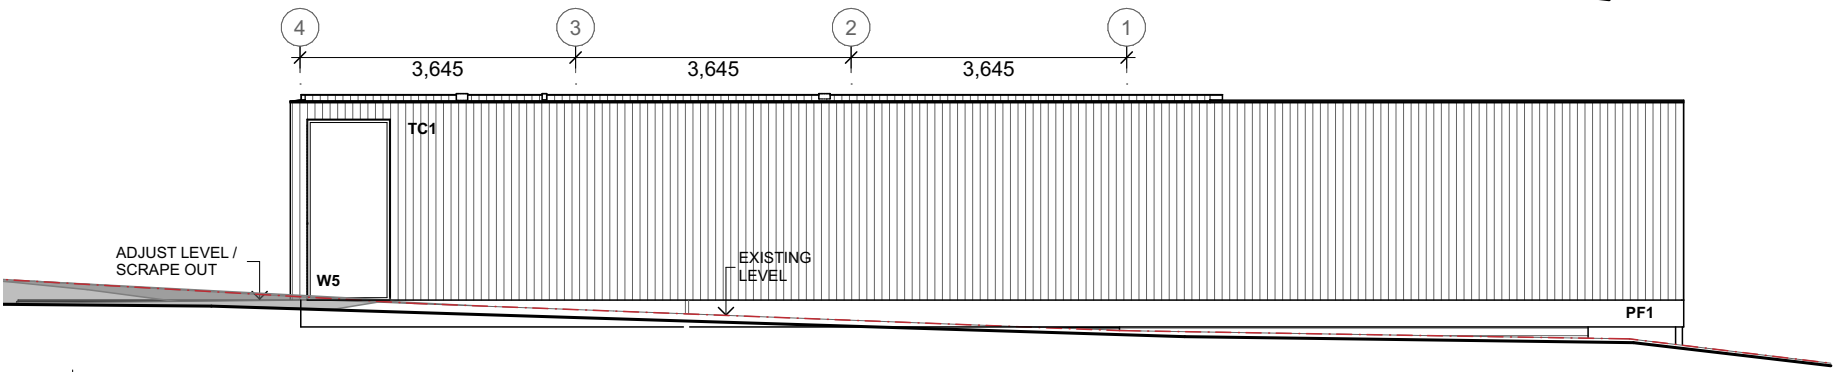 4 3 2 1
3,645 3,645 3,645
TC1
ADJUST LEVEL /
SCRAPE OUT
EXISTING
LEVEL
W5
PF1